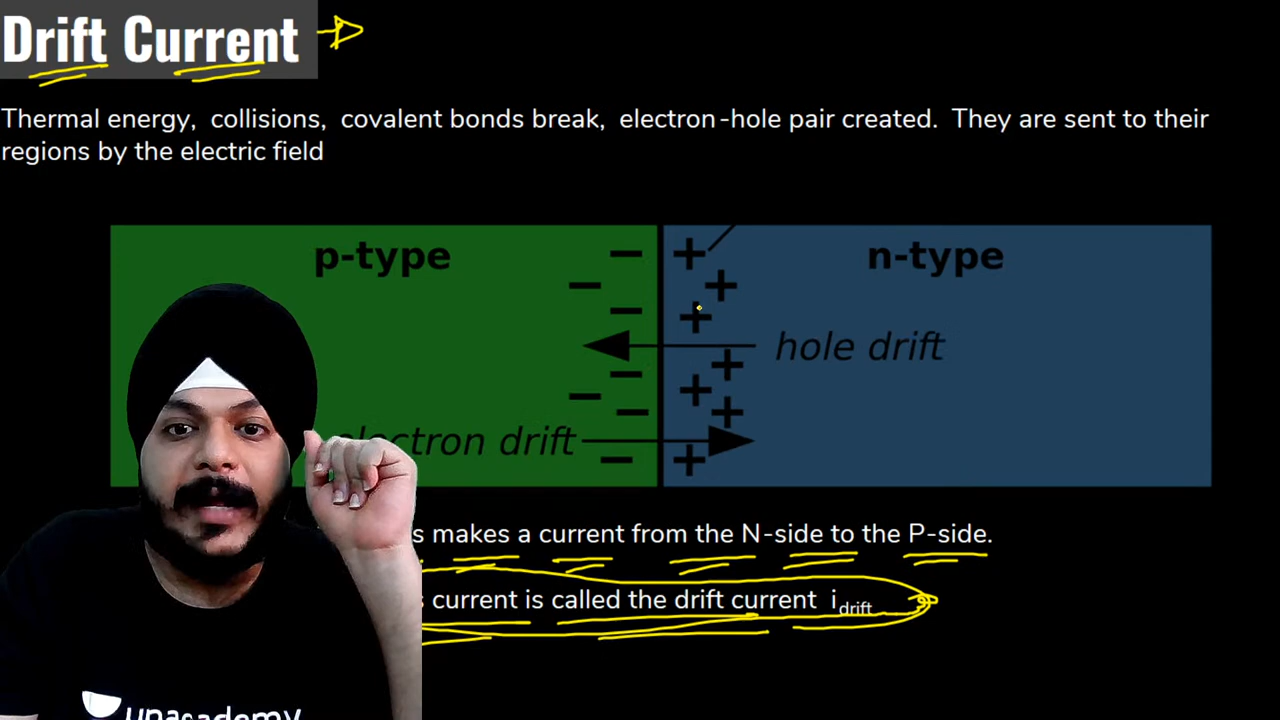 Drift Current
Thermal energy, collisions, covalent bonds break, electron-hole pair created. They are sent to their
regions by the electric field
p-type
n-type
hole drift
electron drift
makes a current from the N-side to the P-side.
current is called the drift current i drift
unacademy